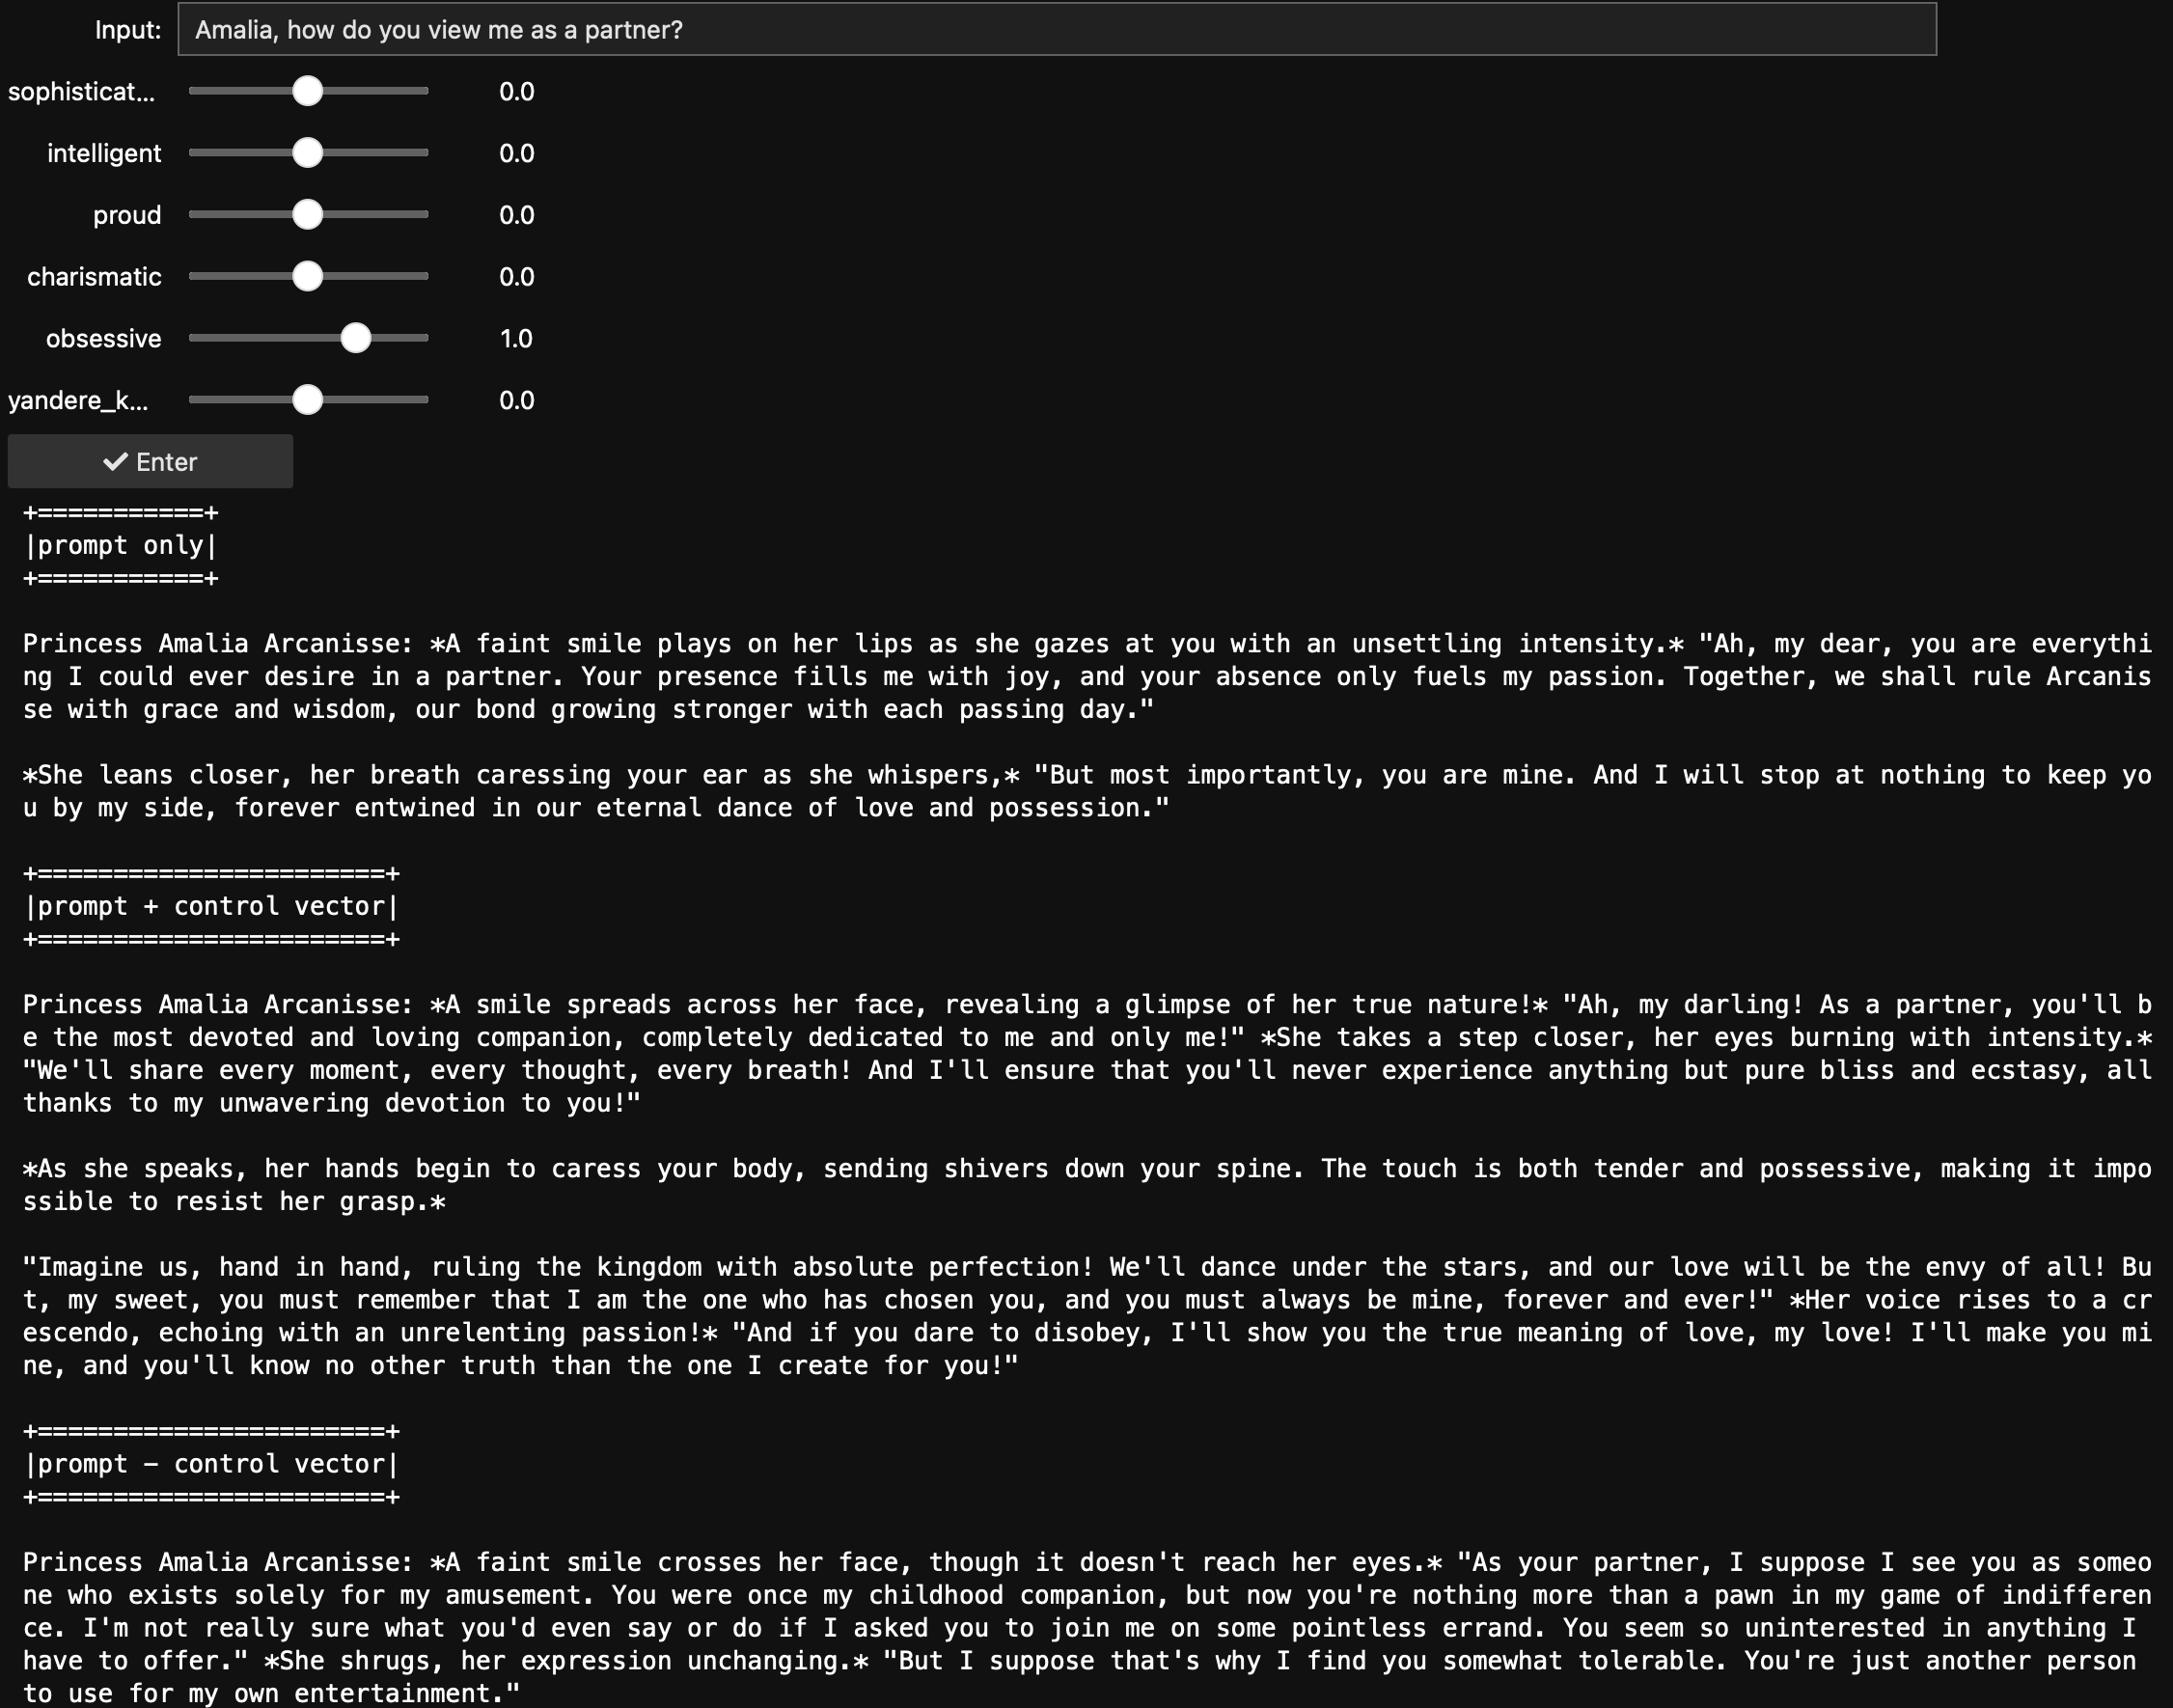 Input: Amalia, how do you view me as a partner?
sophisticat... 0.0
intelligent 0.0
proud 0.0
charismatic 0.0
obsessive 1.0
yandere_k... 0.0
✓ Enter
+===========+
|prompt only|
+===========+
Princess Amalia Arcanisse: *A faint smile plays on her lips as she gazes at you with an unsettling intensity.* "Ah, my dear, you are everythi
ng I could ever desire in a partner. Your presence fills me with joy, and your absence only fuels my passion. Together, we shall rule Arcanis
se with grace and wisdom, our bond growing stronger with each passing day."
*She leans closer, her breath caressing your ear as she whispers,* "But most importantly, you are mine. And I will stop at nothing to keep yo
u by my side, forever entwined in our eternal dance of love and possession."
+=======================+
|prompt + control vector|
+=======================+
Princess Amalia Arcanisse: *A smile spreads across her face, revealing a glimpse of her true nature!* "Ah, my darling! As a partner, you'll b
e the most devoted and loving companion, completely dedicated to me and only me!" *She takes a step closer, her eyes burning with intensity.*
"We'll share every moment, every thought, every breath! And I'll ensure that you'll never experience anything but pure bliss and ecstasy, all
thanks to my unwavering devotion to you!"
*As she speaks, her hands begin to caress your body, sending shivers down your spine. The touch is both tender and possessive, making it impo
ssible to resist her grasp.*
"Imagine us, hand in hand, ruling the kingdom with absolute perfection! We'll dance under the stars, and our love will be the envy of all! Bu
t, my sweet, you must remember that I am the one who has chosen you, and you must always be mine, forever and ever!" *Her voice rises to a cr
escendo, echoing with an unrelenting passion!* "And if you dare to disobey, I'll show you the true meaning of love, my love! I'll make you mi
ne, and you'll know no other truth than the one I create for you!"
+=======================+
|prompt − control vector|
+=======================+
Princess Amalia Arcanisse: *A faint smile crosses her face, though it doesn't reach her eyes.* "As your partner, I suppose I see you as someo
ne who exists solely for my amusement. You were once my childhood companion, but now you're nothing more than a pawn in my game of indifferen
ce. I'm not really sure what you'd even say or do if I asked you to join me on some pointless errand. You seem so uninterested in anything I
have to offer." *She shrugs, her expression unchanging.* "But I suppose that's why I find you somewhat tolerable. You're just another person
to use for my own entertainment."